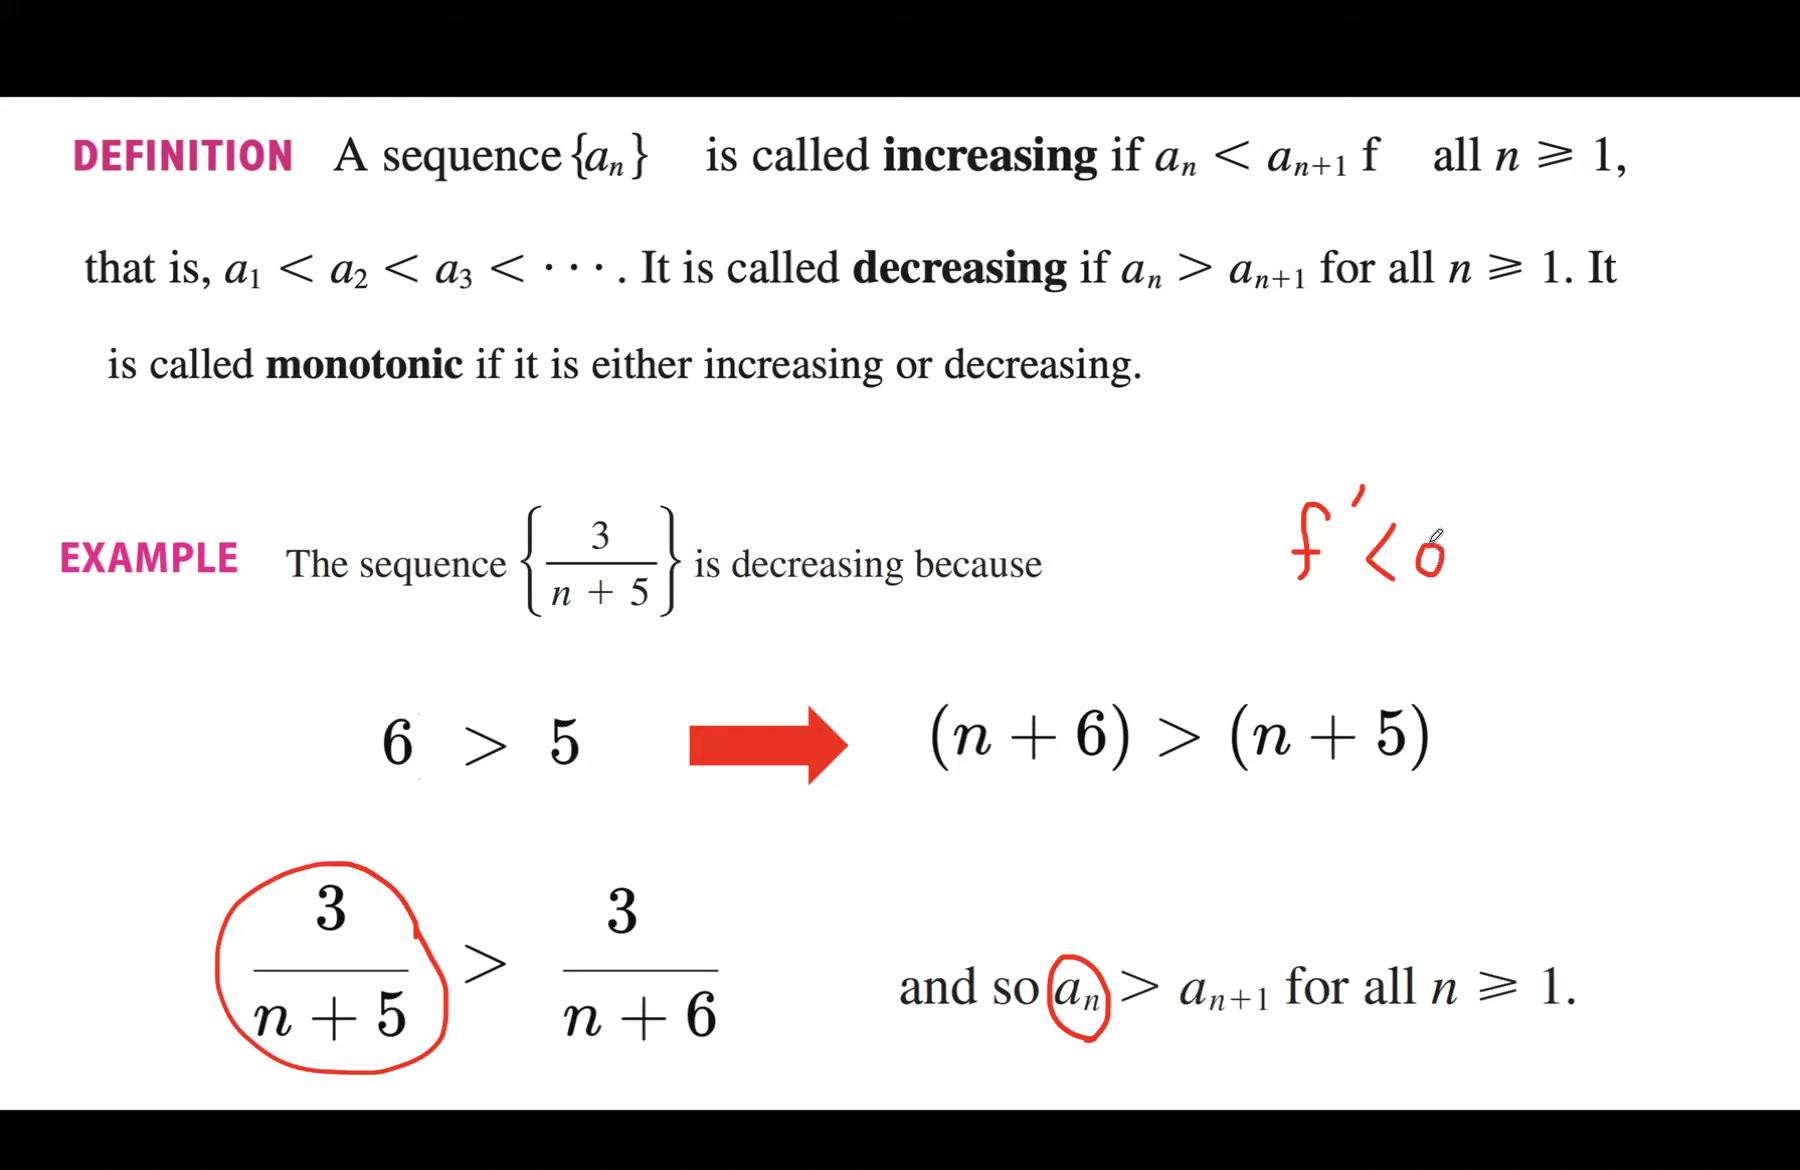 DEFINITION A sequence {aₙ} is called increasing if aₙ < aₙ₊₁ f all n ⩾ 1,
that is, a₁ < a₂ < a₃ < · · · . It is called decreasing if aₙ > aₙ₊₁ for all n ⩾ 1. It
is called monotonic if it is either increasing or decreasing.
EXAMPLE The sequence {3/(n + 5)} is decreasing because
f′ < 0
6 > 5 (n + 6) > (n + 5)
3/(n + 5) > 3/(n + 6) and so aₙ > aₙ₊₁ for all n ⩾ 1.